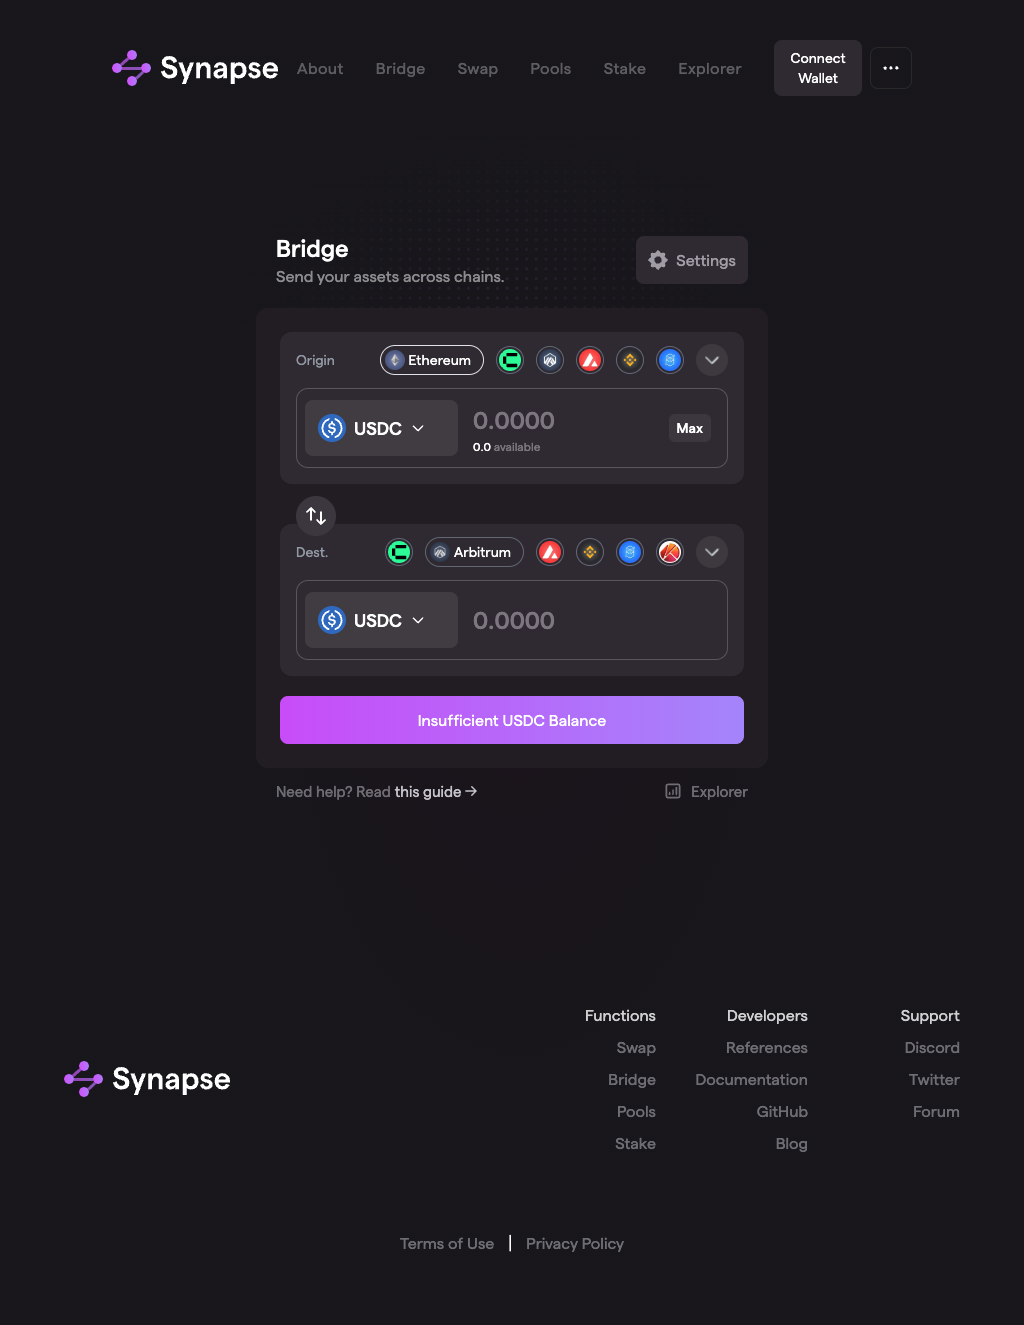 Synapse About Bridge Swap Pools Stake Explorer Connect Wallet
Bridge
Send your assets across chains.
Settings
Origin Ethereum
USDC 0.0000
0.0 available
Max
Dest. Arbitrum
USDC 0.0000
Insufficient USDC Balance
Need help? Read this guide → Explorer
Synapse
Functions
Swap
Bridge
Pools
Stake
Developers
References
Documentation
GitHub
Blog
Support
Discord
Twitter
Forum
Terms of Use | Privacy Policy